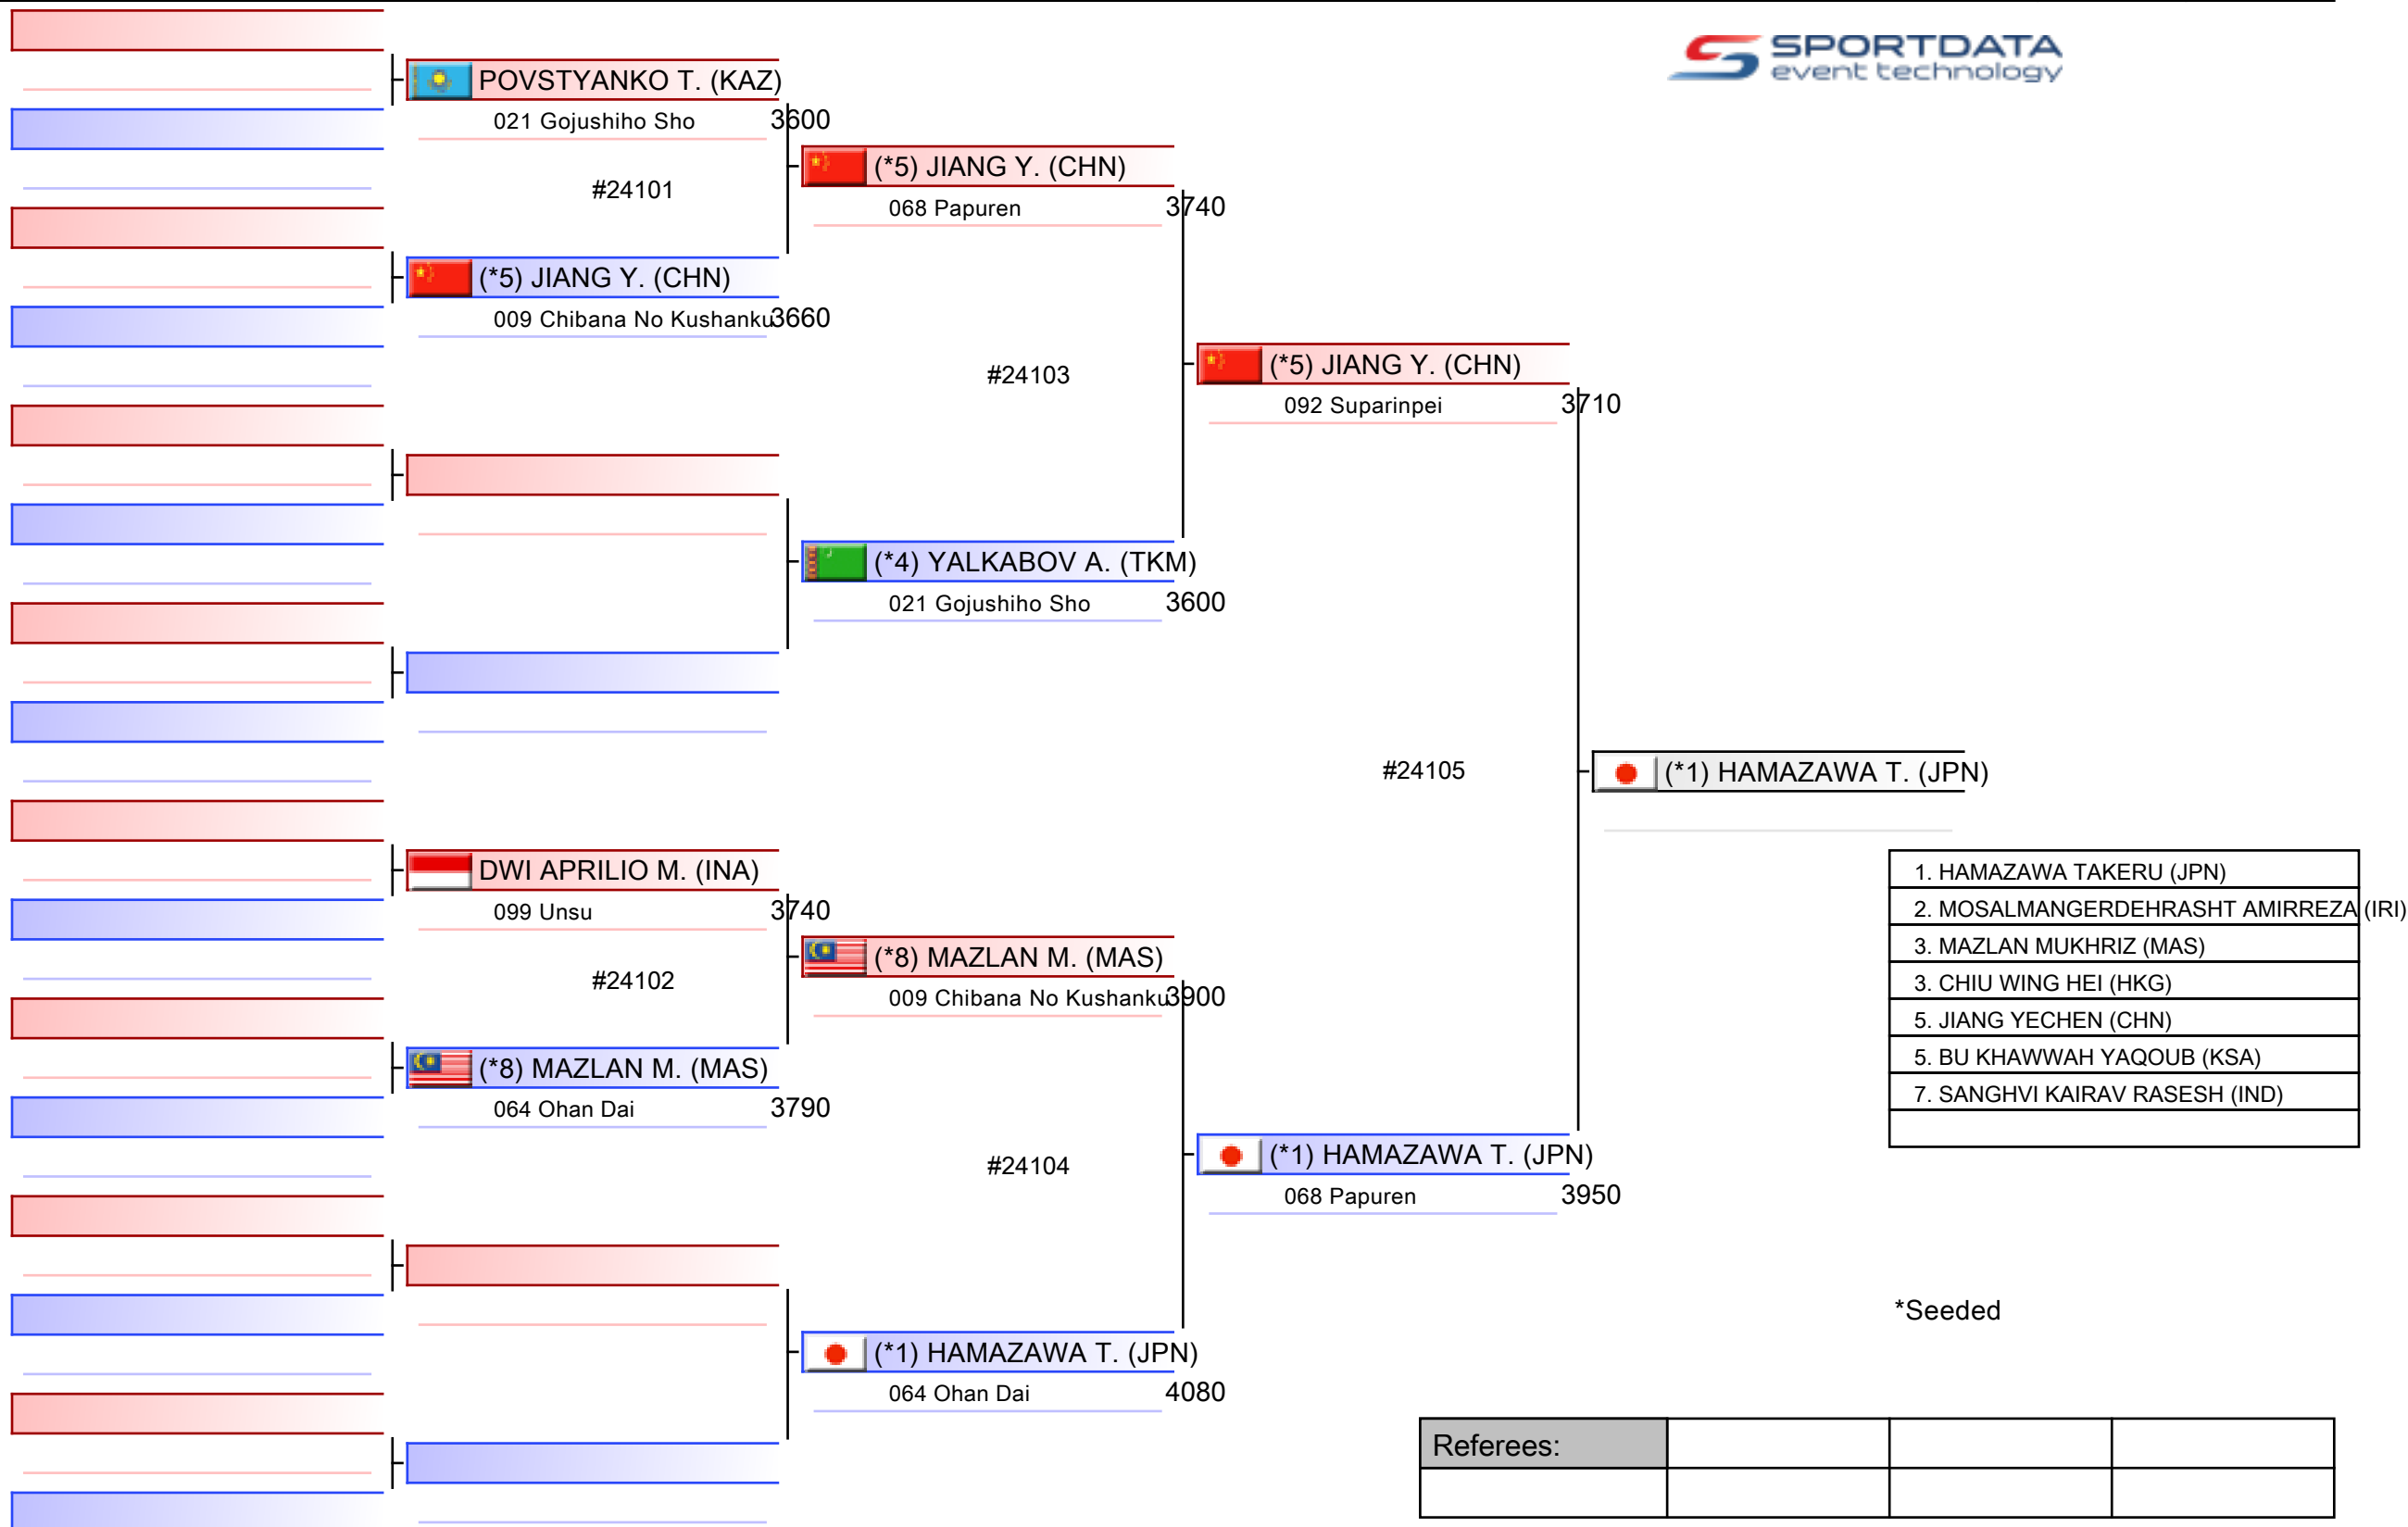 SPORTDATA
event technology
POVSTYANKO T. (KAZ)
021 Gojushiho Sho 3600
#24101
(*5) JIANG Y. (CHN)
009 Chibana No Kushanku 3660
(*5) JIANG Y. (CHN)
068 Papuren 3740
#24103
(*4) YALKABOV A. (TKM)
021 Gojushiho Sho 3600
(*5) JIANG Y. (CHN)
092 Suparinpei 3710
#24105
DWI APRILIO M. (INA)
099 Unsu 3740
#24102
(*8) MAZLAN M. (MAS)
064 Ohan Dai 3790
(*8) MAZLAN M. (MAS)
009 Chibana No Kushanku 3900
#24104
(*1) HAMAZAWA T. (JPN)
064 Ohan Dai 4080
(*1) HAMAZAWA T. (JPN)
068 Papuren 3950
(*1) HAMAZAWA T. (JPN)
1. HAMAZAWA TAKERU (JPN)
2. MOSALMANGERDEHRASHT AMIRREZA (IRI)
3. MAZLAN MUKHRIZ (MAS)
3. CHIU WING HEI (HKG)
5. JIANG YECHEN (CHN)
5. BU KHAWWAH YAQOUB (KSA)
7. SANGHVI KAIRAV RASESH (IND)
*Seeded
Referees: